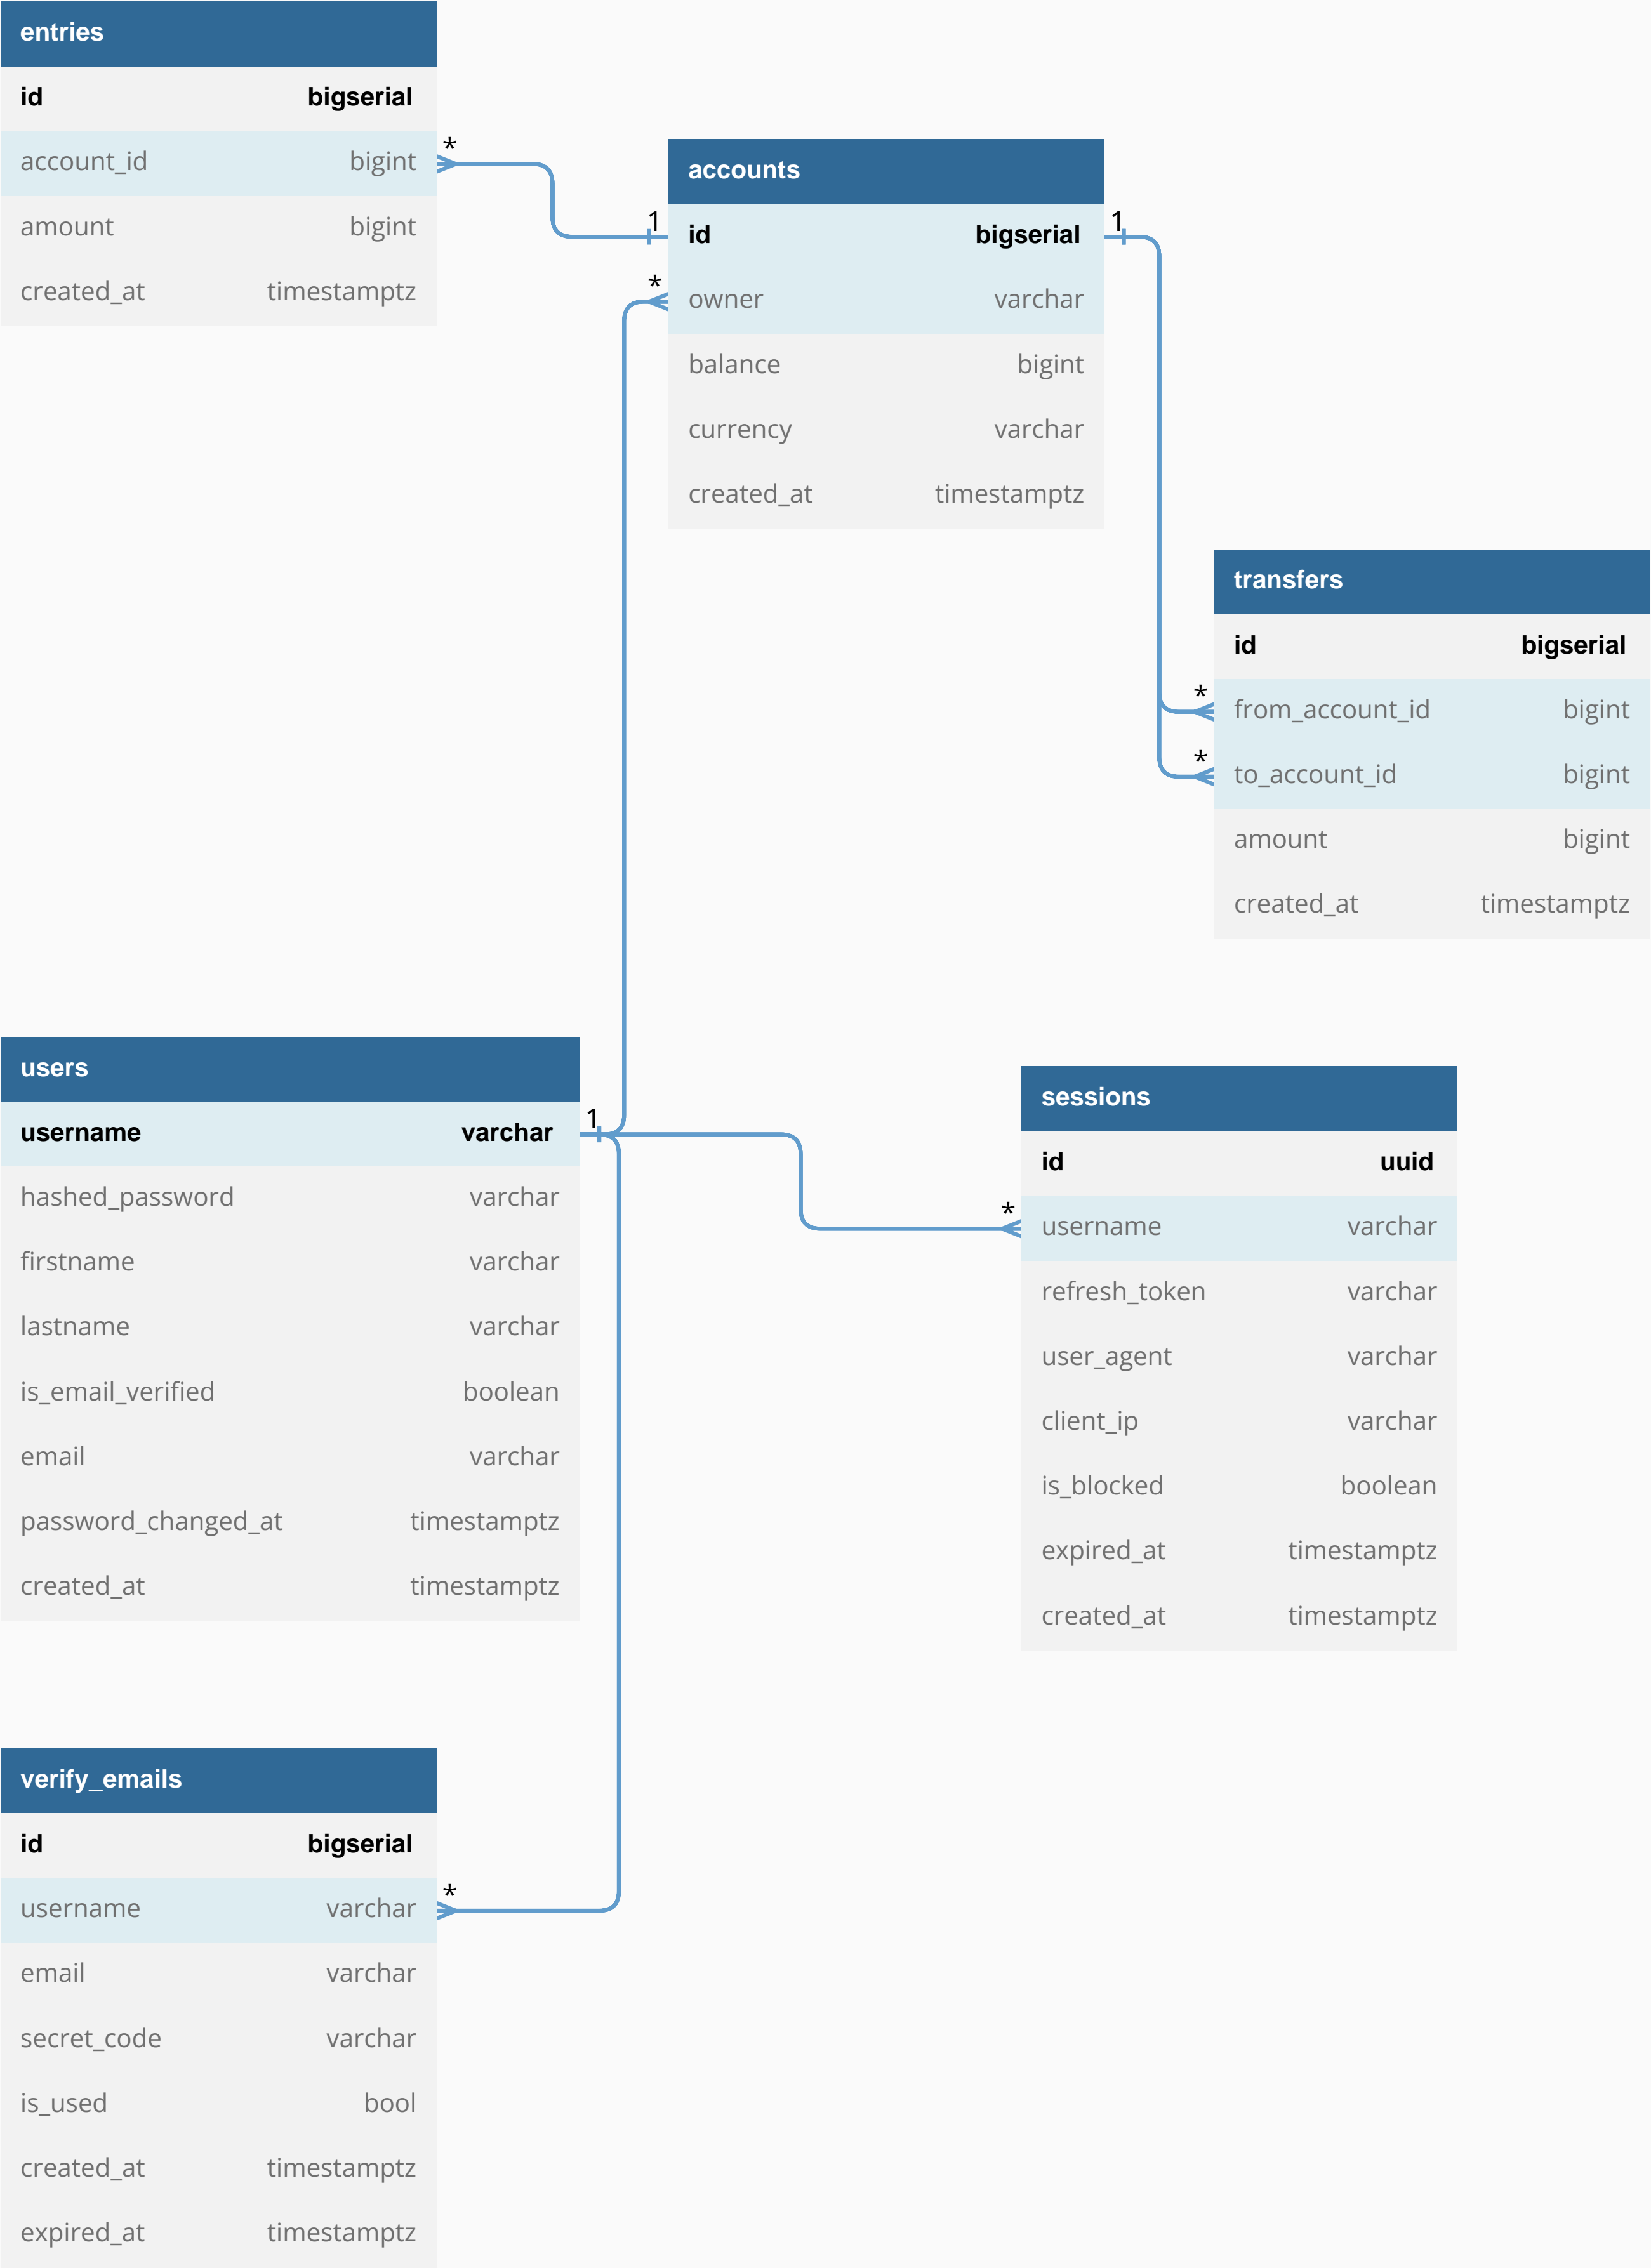 entries
id bigserial
account_id bigint
amount bigint
created_at timestamptz
*
1
accounts
id bigserial
owner varchar
balance bigint
currency varchar
created_at timestamptz
*
1
transfers
id bigserial
from_account_id bigint
to_account_id bigint
amount bigint
created_at timestamptz
*
*
users
username varchar
hashed_password varchar
firstname varchar
lastname varchar
is_email_verified boolean
email varchar
password_changed_at timestamptz
created_at timestamptz
1
sessions
id uuid
username varchar
refresh_token varchar
user_agent varchar
client_ip varchar
is_blocked boolean
expired_at timestamptz
created_at timestamptz
*
verify_emails
id bigserial
username varchar
email varchar
secret_code varchar
is_used bool
created_at timestamptz
expired_at timestamptz
*